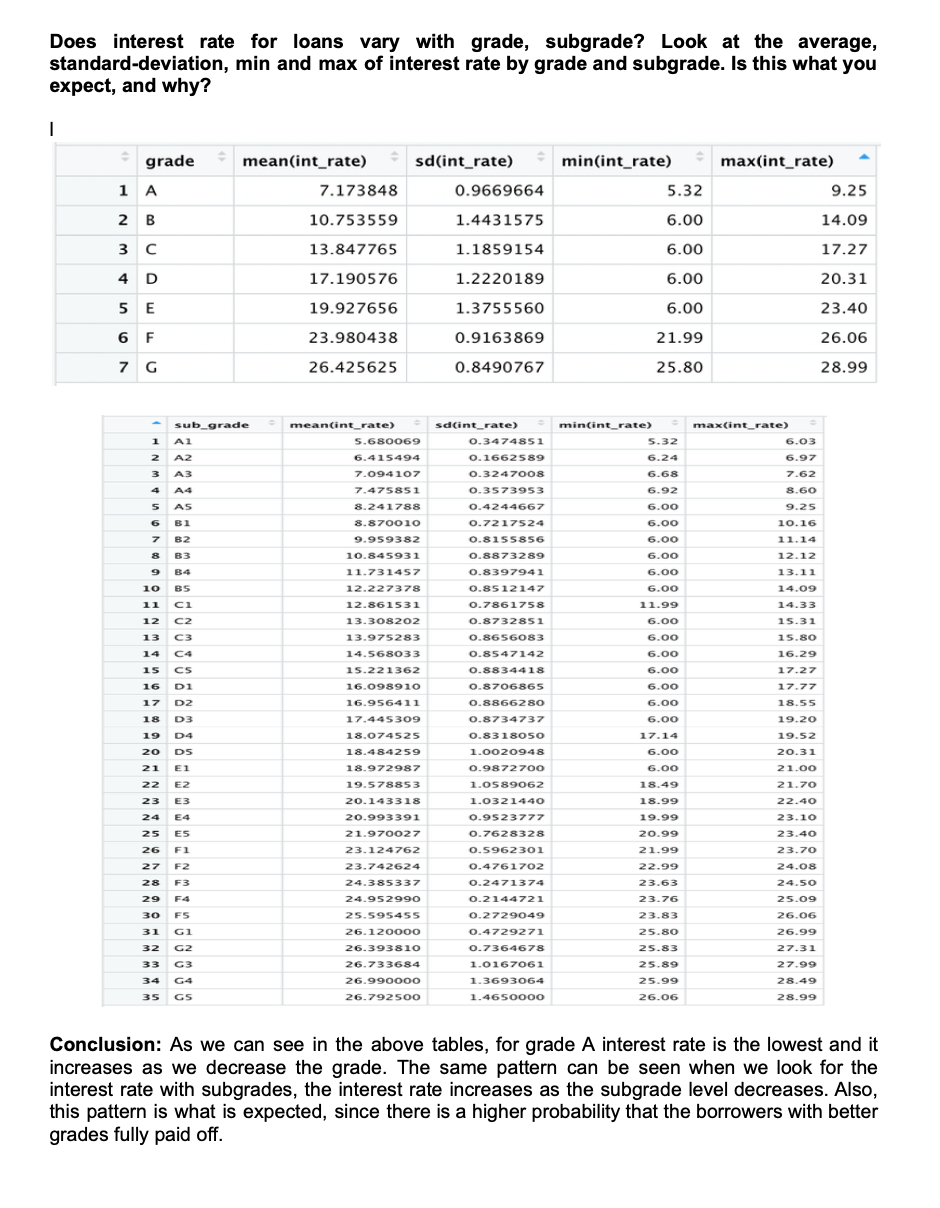 Does interest rate for loans vary with grade, subgrade? Look at the average,
standard-deviation, min and max of interest rate by grade and subgrade. Is this what you
expect, and why?
|
grade mean(int_rate) sd(int_rate) min(int_rate) max(int_rate)
1 A 7.173848 0.9669664 5.32 9.25
2 B 10.753559 1.4431575 6.00 14.09
3 C 13.847765 1.1859154 6.00 17.27
4 D 17.190576 1.2220189 6.00 20.31
5 E 19.927656 1.3755560 6.00 23.40
6 F 23.980438 0.9163869 21.99 26.06
7 G 26.425625 0.8490767 25.80 28.99
sub_grade mean(int_rate) sd(int_rate) min(int_rate) max(int_rate)
1 A1 5.680069 0.3474851 5.32 6.03
2 A2 6.415494 0.1662589 6.24 6.97
3 A3 7.094107 0.3247008 6.68 7.62
4 A4 7.475851 0.3573953 6.92 8.60
5 A5 8.241788 0.4244667 6.00 9.25
6 B1 8.870010 0.7217524 6.00 10.16
7 B2 9.959382 0.8155856 6.00 11.14
8 B3 10.845931 0.8873289 6.00 12.12
9 B4 11.731457 0.8397941 6.00 13.11
10 B5 12.227378 0.8512147 6.00 14.09
11 C1 12.861531 0.7861758 11.99 14.33
12 C2 13.308202 0.8732851 6.00 15.31
13 C3 13.975283 0.8656083 6.00 15.80
14 C4 14.568033 0.8547142 6.00 16.29
15 C5 15.221362 0.8834418 6.00 17.27
16 D1 16.098910 0.8706865 6.00 17.77
17 D2 16.956411 0.8866280 6.00 18.55
18 D3 17.445309 0.8734737 6.00 19.20
19 D4 18.074525 0.8318050 17.14 19.52
20 D5 18.484259 1.0020948 6.00 20.31
21 E1 18.972987 0.9872700 6.00 21.00
22 E2 19.578853 1.0589062 18.49 21.70
23 E3 20.143318 1.0321440 18.99 22.40
24 E4 20.993391 0.9523777 19.99 23.10
25 E5 21.970027 0.7628328 20.99 23.40
26 F1 23.124762 0.5962301 21.99 23.70
27 F2 23.742624 0.4761702 22.99 24.08
28 F3 24.385337 0.2471374 23.63 24.50
29 F4 24.952990 0.2144721 23.76 25.09
30 F5 25.595455 0.2729049 23.83 26.06
31 G1 26.120000 0.4729271 25.80 26.99
32 G2 26.393810 0.7364678 25.83 27.31
33 G3 26.733684 1.0167061 25.89 27.99
34 G4 26.990000 1.3693064 25.99 28.49
35 G5 26.792500 1.4650000 26.06 28.99
Conclusion: As we can see in the above tables, for grade A interest rate is the lowest and it
increases as we decrease the grade. The same pattern can be seen when we look for the
interest rate with subgrades, the interest rate increases as the subgrade level decreases. Also,
this pattern is what is expected, since there is a higher probability that the borrowers with better
grades fully paid off.